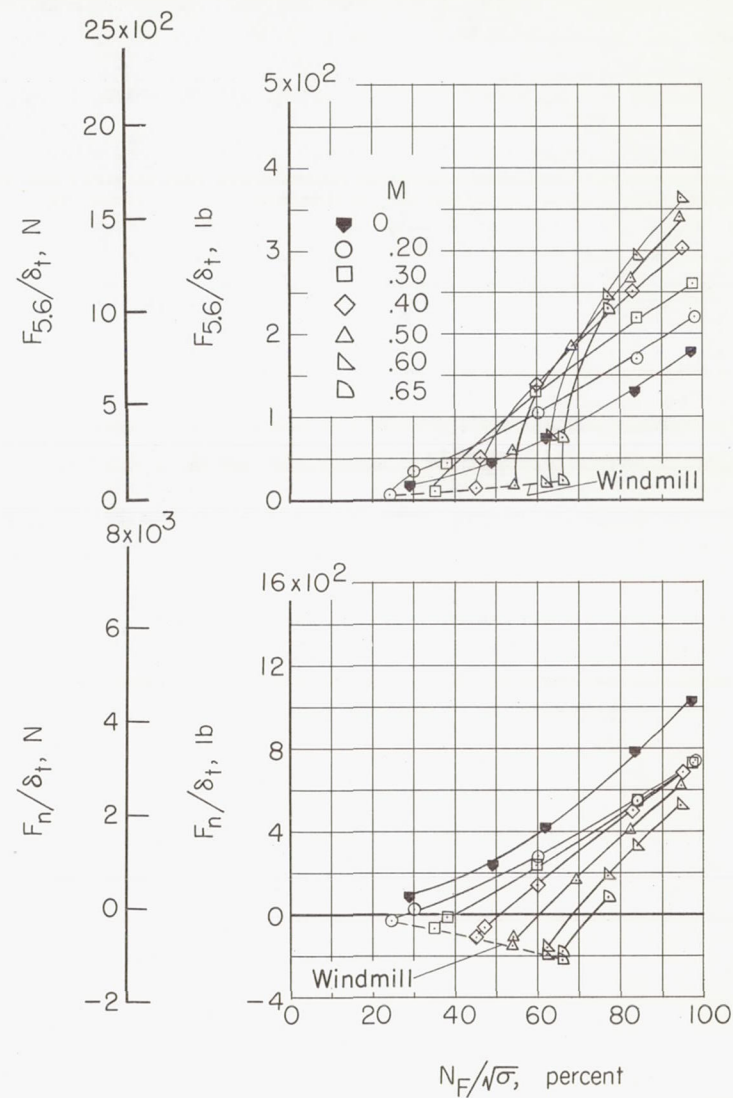 25x10²
20
15
10
5
0
F5.6/δt, N
5x10²
4
3
2
1
0
F5.6/δt, lb
M
0
.20
.30
.40
.50
.60
.65
Windmill
8x10³
6
4
2
0
-2
Fn/δt, N
16x10²
12
8
4
0
-4
Fn/δt, lb
Windmill
0 20 40 60 80 100
NF/√σ, percent